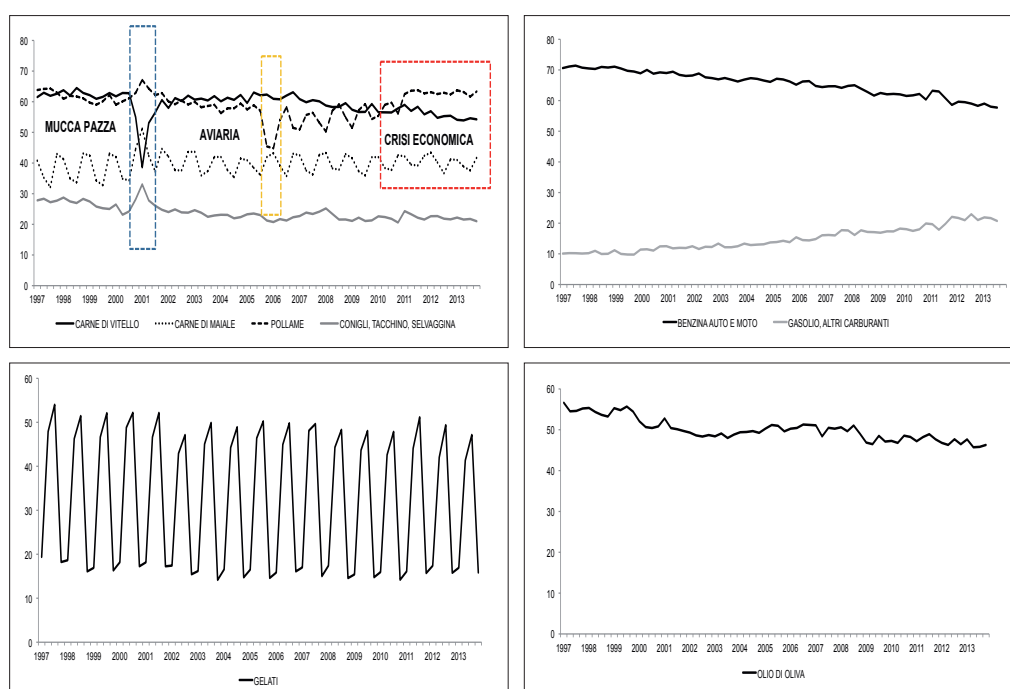 80
70
60
50
40
30
20
10
0
MUCCA PAZZA
AVIARIA
CRISI ECONOMICA
1997 1998 1999 2000 2001 2002 2003 2004 2005 2006 2007 2008 2009 2010 2011 2012 2013
CARNE DI VITELLO CARNE DI MAIALE POLLAME CONIGLI, TACCHINO, SELVAGGINA
80
70
60
50
40
30
20
10
0
1997 1998 1999 2000 2001 2002 2003 2004 2005 2006 2007 2008 2009 2010 2011 2012 2013
BENZINA AUTO E MOTO GASOLIO, ALTRI CARBURANTI
60
50
40
30
20
10
0
1997 1998 1999 2000 2001 2002 2003 2004 2005 2006 2007 2008 2009 2010 2011 2012 2013
GELATI
60
50
40
30
20
10
0
1997 1998 1999 2000 2001 2002 2003 2004 2005 2006 2007 2008 2009 2010 2011 2012 2013
OLIO DI OLIVA